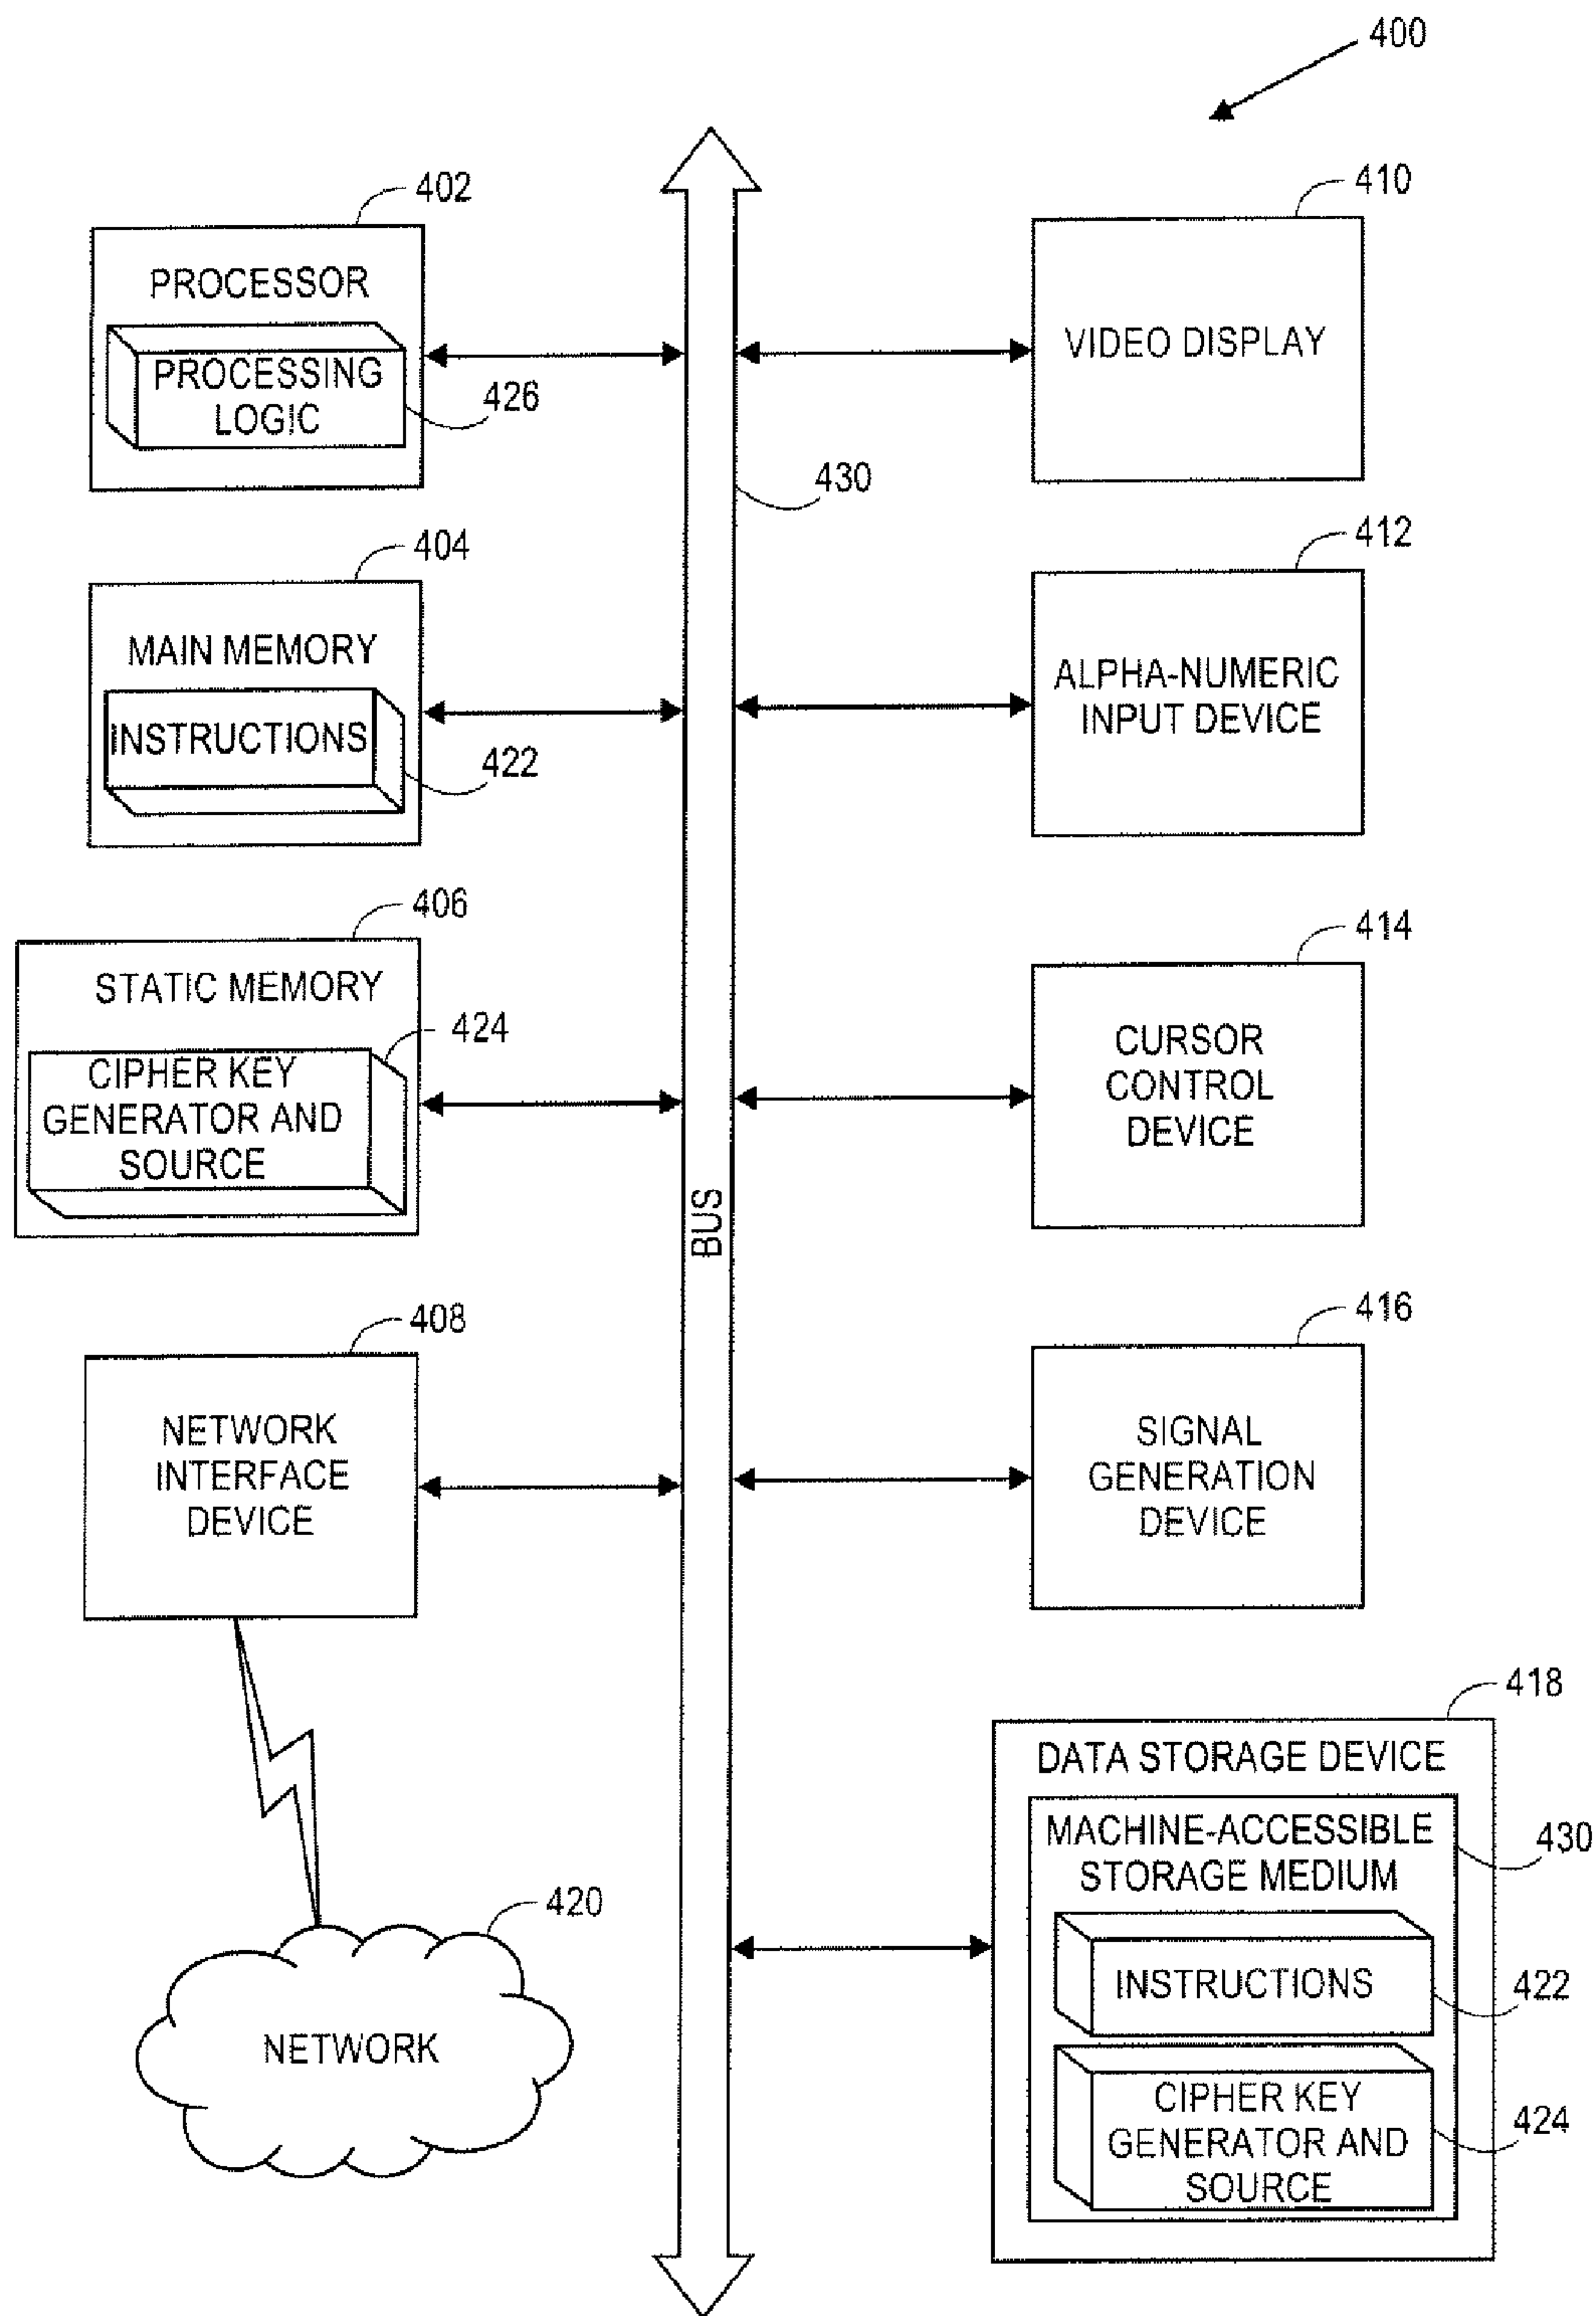 400
402
PROCESSOR
PROCESSING
LOGIC
426
404
MAIN MEMORY
INSTRUCTIONS
422
406
STATIC MEMORY
424
CIPHER KEY
GENERATOR AND
SOURCE
408
NETWORK
INTERFACE
DEVICE
420
NETWORK
430
BUS
410
VIDEO DISPLAY
412
ALPHA-NUMERIC
INPUT DEVICE
414
CURSOR
CONTROL
DEVICE
416
SIGNAL
GENERATION
DEVICE
418
DATA STORAGE DEVICE
MACHINE-ACCESSIBLE
STORAGE MEDIUM
430
INSTRUCTIONS
422
CIPHER KEY
GENERATOR AND
SOURCE
424